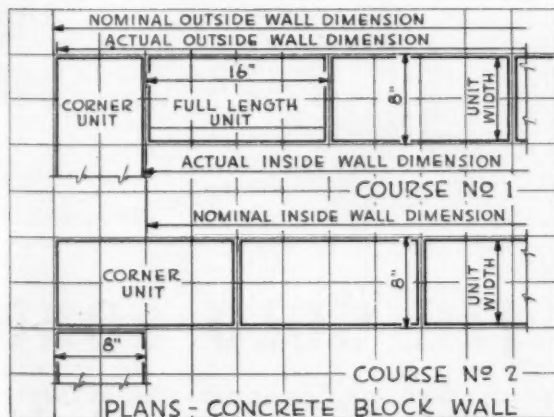 NOMINAL OUTSIDE WALL DIMENSION
ACTUAL OUTSIDE WALL DIMENSION
16"
CORNER
UNIT
FULL LENGTH
UNIT
8"
UNIT
WIDTH
ACTUAL INSIDE WALL DIMENSION
COURSE Nº 1
NOMINAL INSIDE WALL DIMENSION
CORNER
UNIT
8"
UNIT
WIDTH
8"
COURSE Nº 2
PLANS - CONCRETE BLOCK WALL